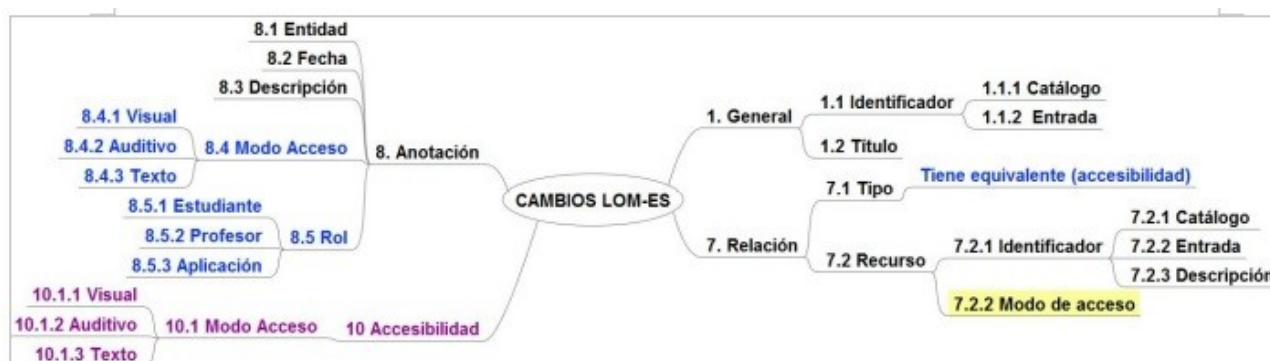 CAMBIOS LOM-ES
1. General
1.1 Identificador
1.1.1 Catálogo
1.1.2 Entrada
1.2 Título
7. Relación
7.1 Tipo
Tiene equivalente (accesibilidad)
7.2 Recurso
7.2.1 Identificador
7.2.1 Catálogo
7.2.2 Entrada
7.2.3 Descripción
7.2.2 Modo de acceso
8. Anotación
8.1 Entidad
8.2 Fecha
8.3 Descripción
8.4 Modo Acceso
8.4.1 Visual
8.4.2 Auditivo
8.4.3 Texto
8.5 Rol
8.5.1 Estudiante
8.5.2 Profesor
8.5.3 Aplicación
10 Accesibilidad
10.1 Modo Acceso
10.1.1 Visual
10.1.2 Auditivo
10.1.3 Texto